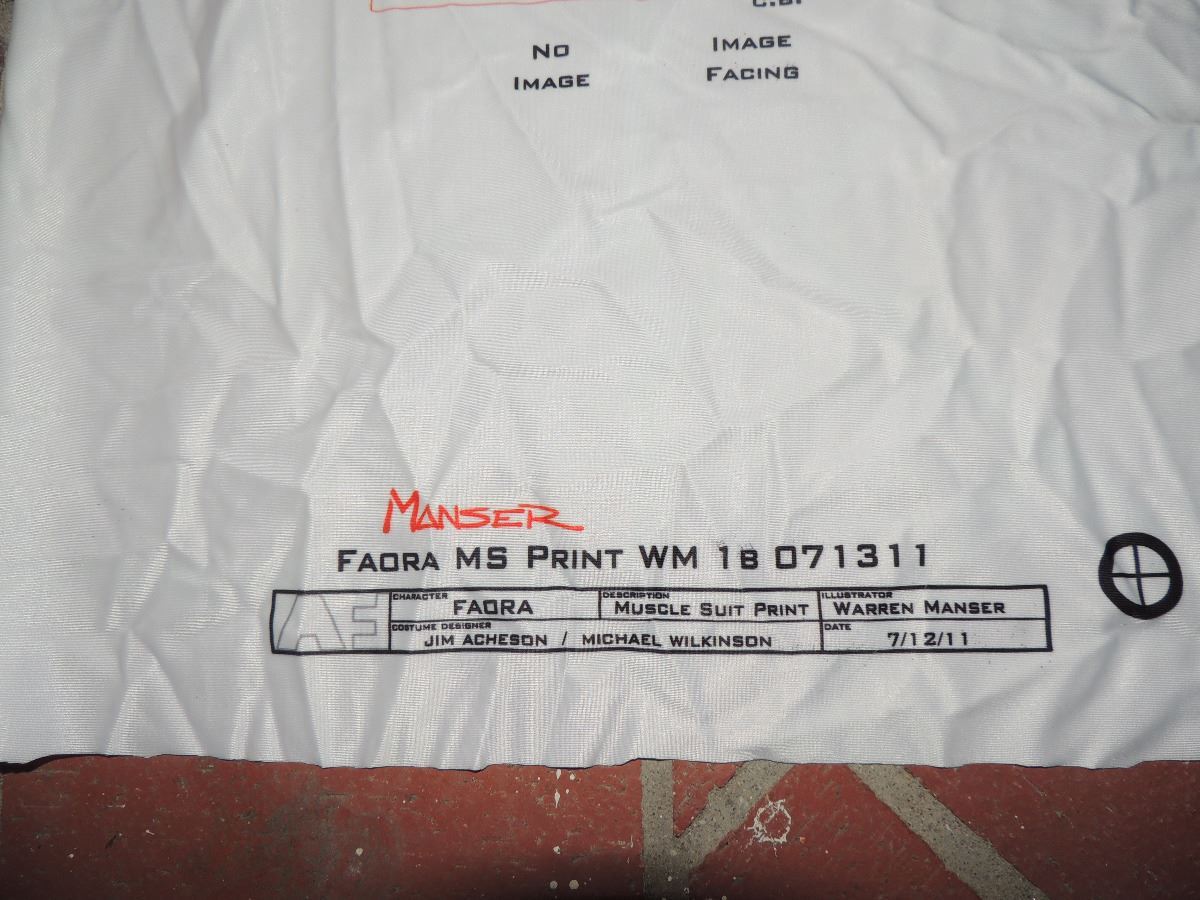 C.B.
No
Image
Image
Facing
Manser
Faora MS Print WM 1B 071311
AF
CHARACTER
FAORA
DESCRIPTION
Muscle Suit Print
ILLUSTRATOR
Warren Manser
COSTUME DESIGNER
JIM ACHESON / MICHAEL WILKINSON
DATE
7/12/11